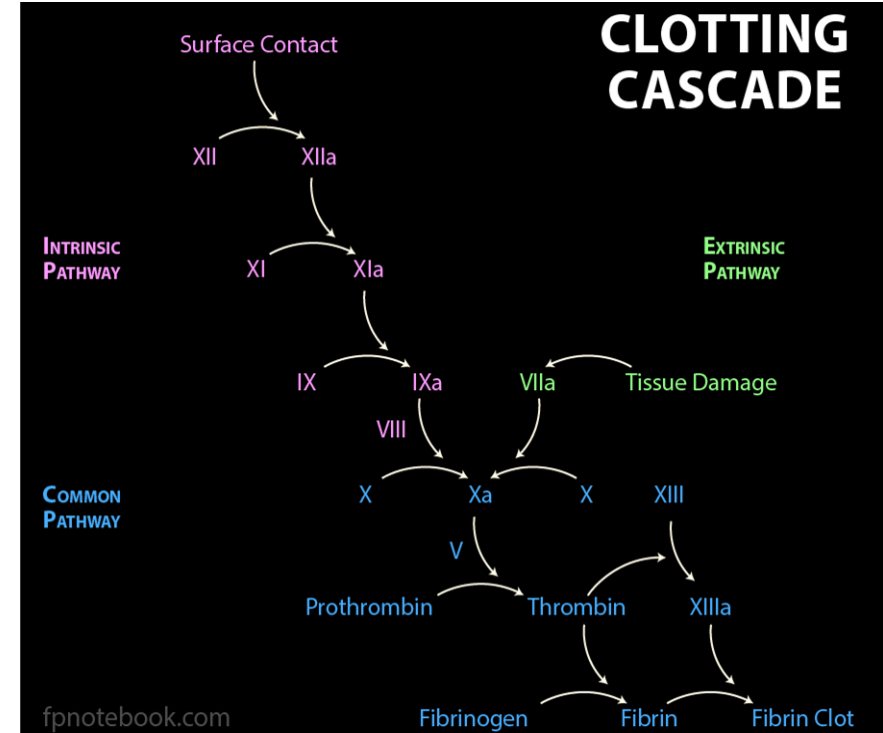 CLOTTING
CASCADE
Surface Contact
XII XIIa
INTRINSIC
PATHWAY
EXTRINSIC
PATHWAY
XI XIa
IX IXa VIIa Tissue Damage
VIII
COMMON
PATHWAY
X Xa X XIII
V
Prothrombin Thrombin XIIIa
fpnotebook.com
Fibrinogen Fibrin Fibrin Clot